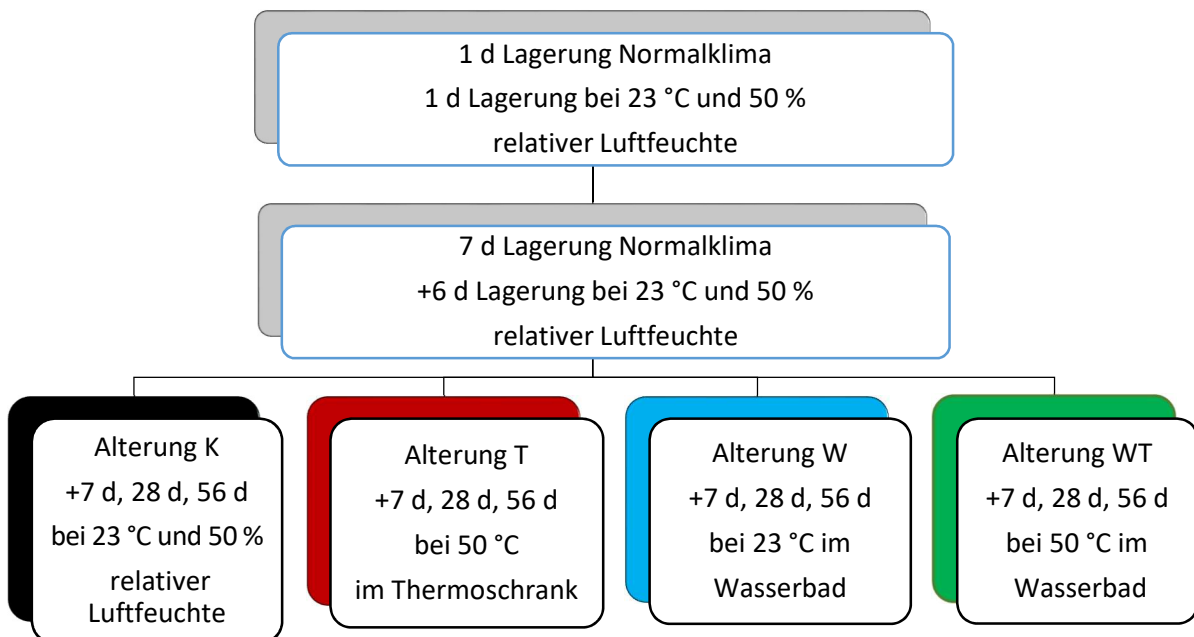 1 d Lagerung Normalklima
1 d Lagerung bei 23 °C und 50 %
relativer Luftfeuchte
7 d Lagerung Normalklima
+6 d Lagerung bei 23 °C und 50 %
relativer Luftfeuchte
Alterung K
+7 d, 28 d, 56 d
bei 23 °C und 50 %
relativer
Luftfeuchte
Alterung T
+7 d, 28 d, 56 d
bei 50 °C
im Thermoschrank
Alterung W
+7 d, 28 d, 56 d
bei 23 °C im
Wasserbad
Alterung WT
+7 d, 28 d, 56 d
bei 50 °C im
Wasserbad